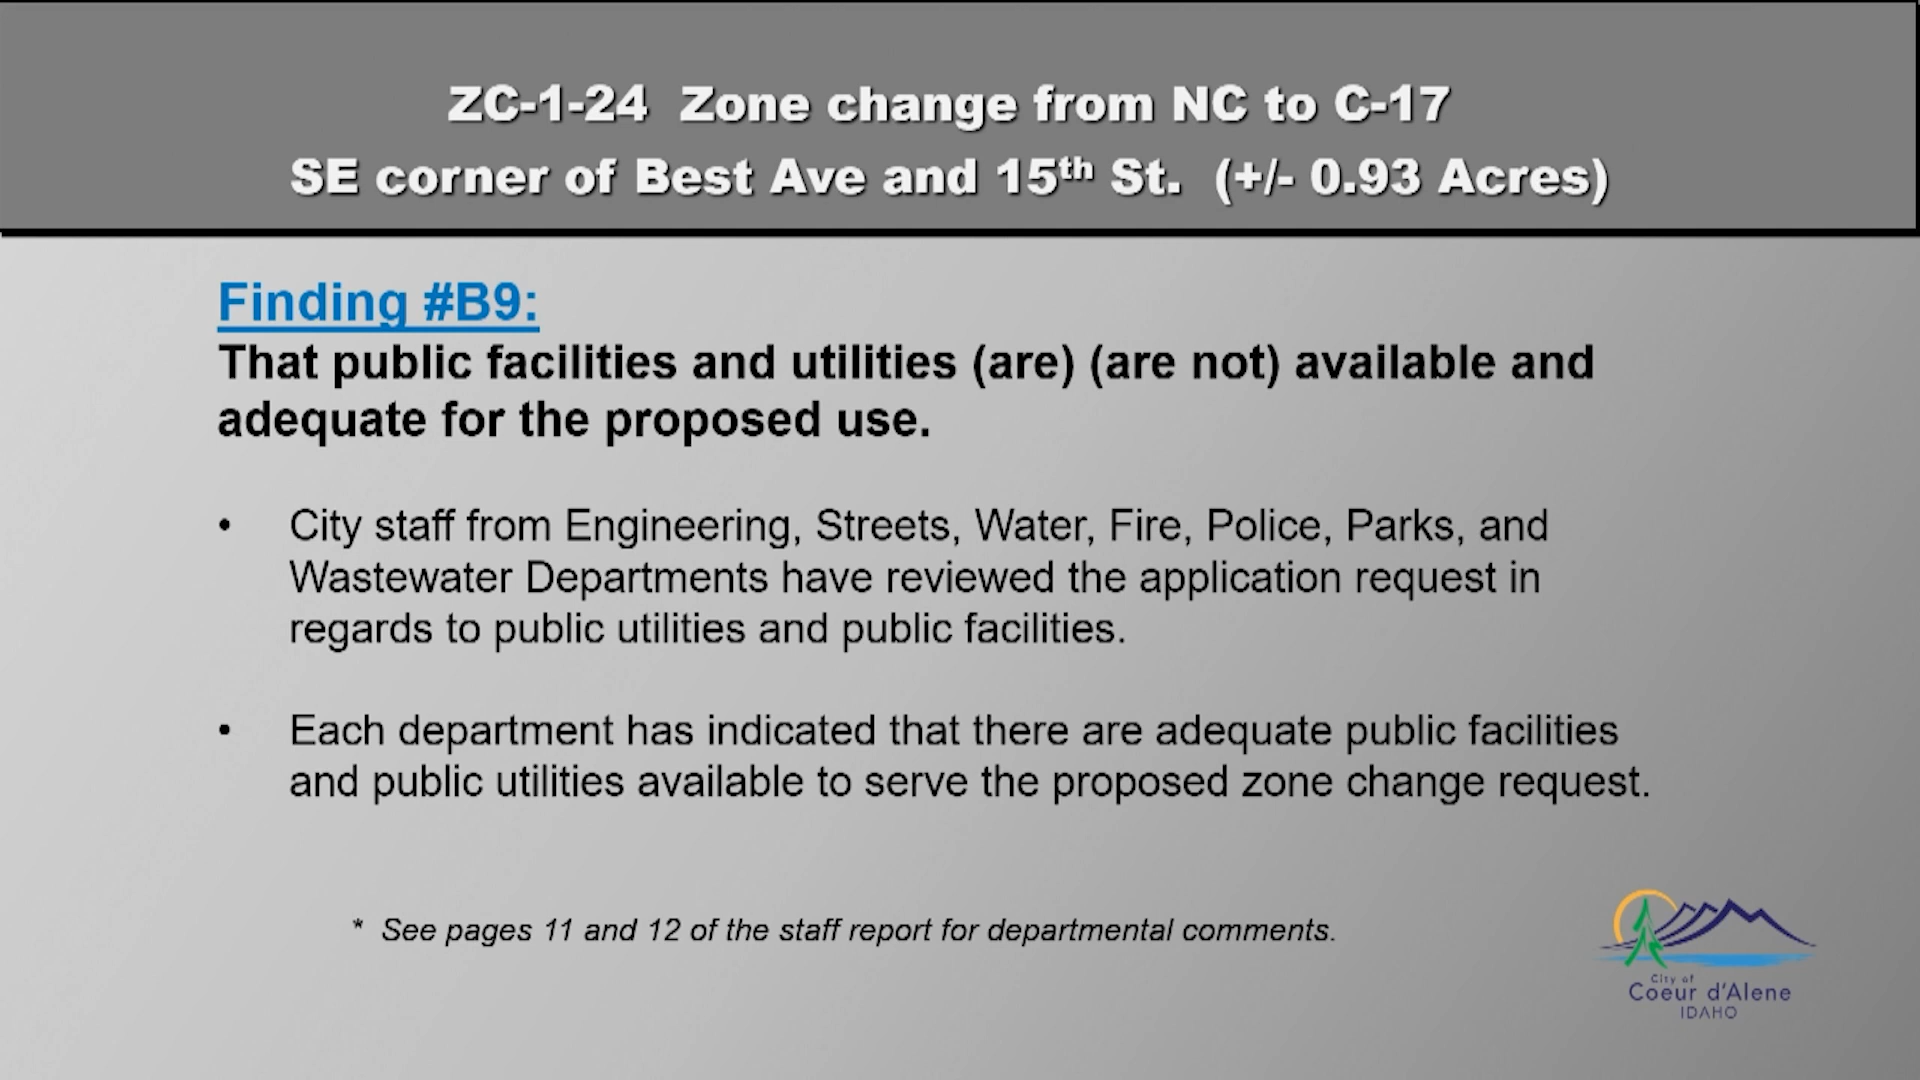 ZC-1-24 Zone change from NC to C-17
SE corner of Best Ave and 15th St. (+/- 0.93 Acres)
Finding #B9:
That public facilities and utilities (are) (are not) available and
adequate for the proposed use.
• City staff from Engineering, Streets, Water, Fire, Police, Parks, and
Wastewater Departments have reviewed the application request in
regards to public utilities and public facilities.
• Each department has indicated that there are adequate public facilities
and public utilities available to serve the proposed zone change request.
* See pages 11 and 12 of the staff report for departmental comments.
City of
Coeur d'Alene
IDAHO